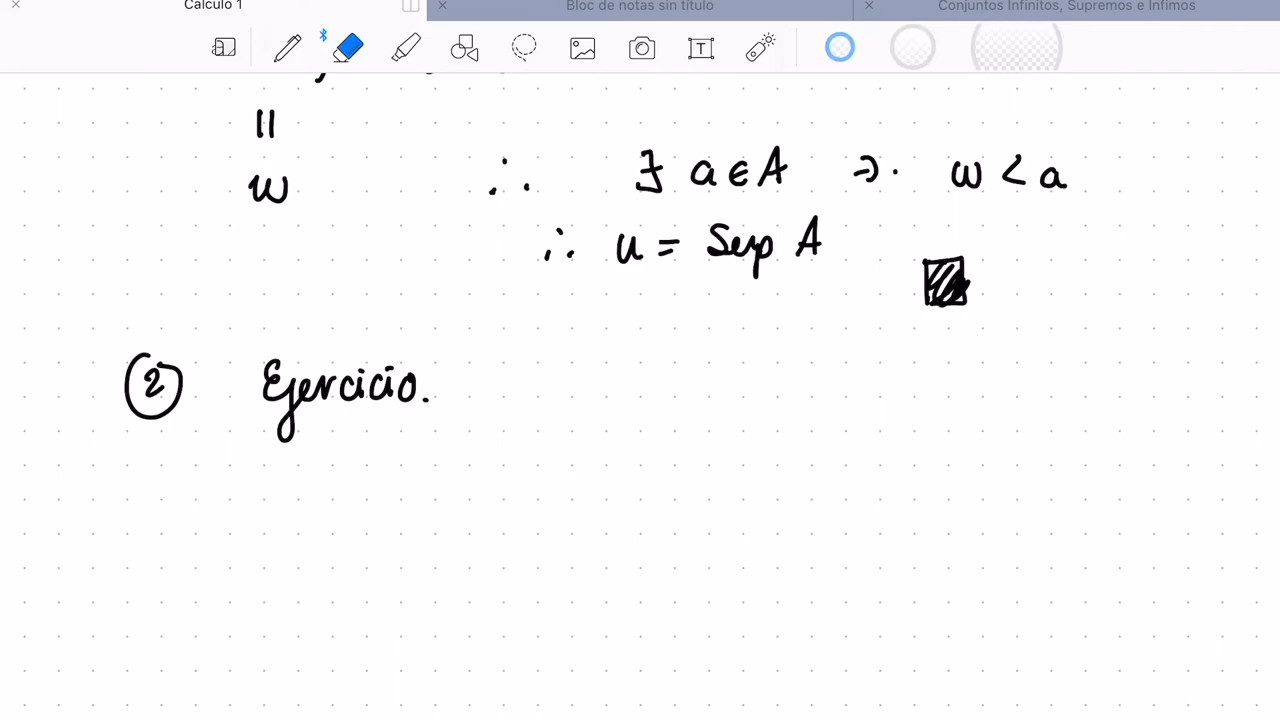 Calculo 1 Bloc de notas sin título Conjuntos Infinitos, Supremos e Infimos
||
w
∴ ∃ a ∈ A ∋. w < a
∴ u = Sup A
② Ejercicio.